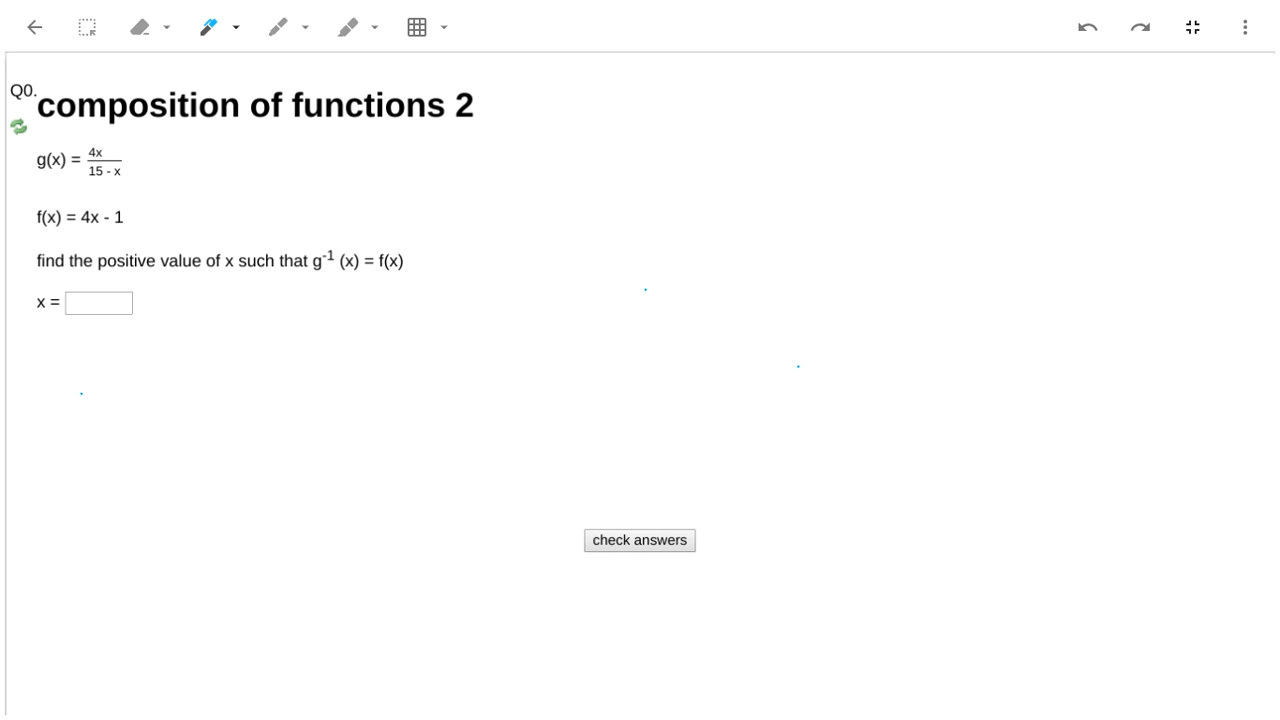 Q0.
composition of functions 2
g(x) = 4x / 15 - x
f(x) = 4x - 1
find the positive value of x such that g⁻¹ (x) = f(x)
x =
check answers